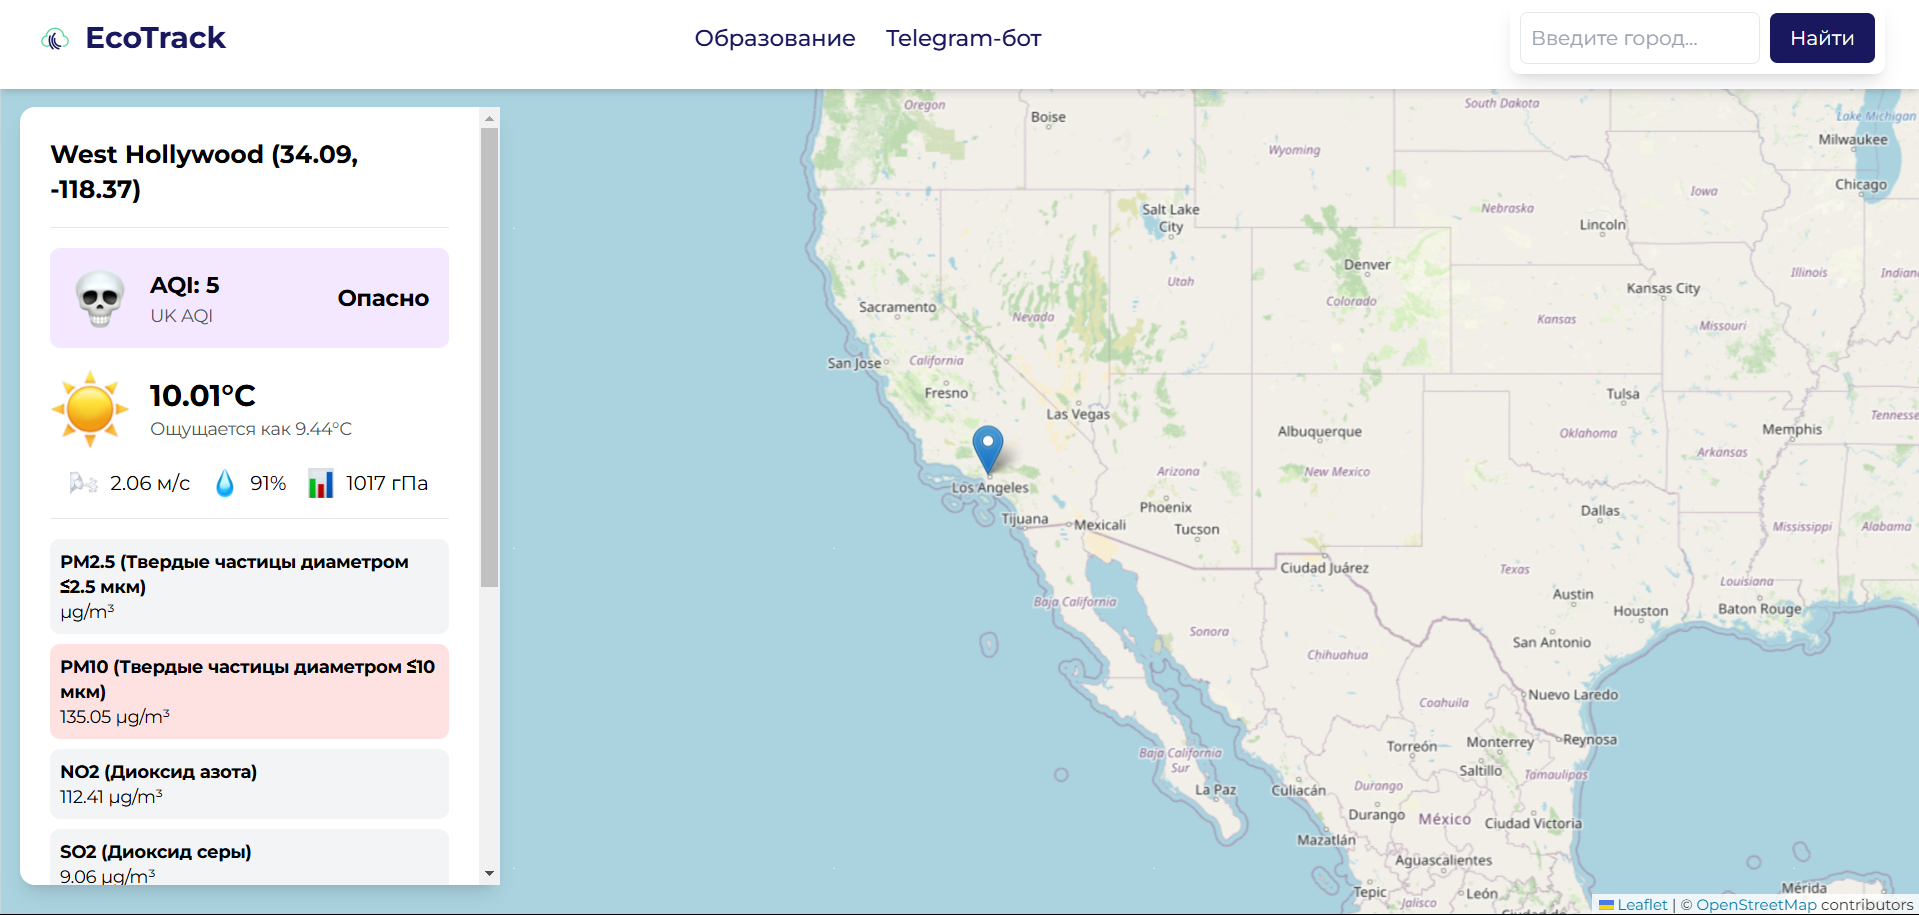 EcoTrack
Образование
Telegram-бот
Введите город...
Найти
West Hollywood (34.09,
-118.37)
AQI: 5
UK AQI
Опасно
10.01°C
Ощущается как 9.44°C
2.06 м/с
91%
1017 гПа
PM2.5 (Твердые частицы диаметром
≤2.5 мкм)
µg/m³
PM10 (Твердые частицы диаметром ≤10
мкм)
135.05 µg/m³
NO2 (Диоксид азота)
112.41 µg/m³
SO2 (Диоксид серы)
9.06 µg/m³
Oregon
Boise
South Dakota
Lake Michigan
Milwaukee
Wyoming
Chicago
Iowa
Salt Lake
City
Nebraska
Lincoln
Denver
Illinois
Indian
Utah
Kansas City
Sacramento
Colorado
Nevada
Kansas
Missouri
San Jose
California
Fresno
Tulsa
Las Vegas
Tennesse
Albuquerque
Oklahoma
Memphis
Arkansas
Arizona
New Mexico
Los Angeles
Phoenix
Tijuana
Mexicali
Tucson
Dallas
Mississippi
Alabama
Ciudad Juárez
Texas
Louisiana
Baja California
Austin
Houston
Baton Rouge
Sonora
San Antonio
Chihuahua
Coahuila
Nuevo Laredo
Baja California
Sur
Torreón
Monterrey
Reynosa
Saltillo
Tamaulipas
La Paz
Culiacán
Durango
Durango
México
Ciudad Victoria
Mazatlán
Aguascalientes
Tepic
León
Jalisco
Mérida
Ciudad de
Leaflet | © OpenStreetMap contributors